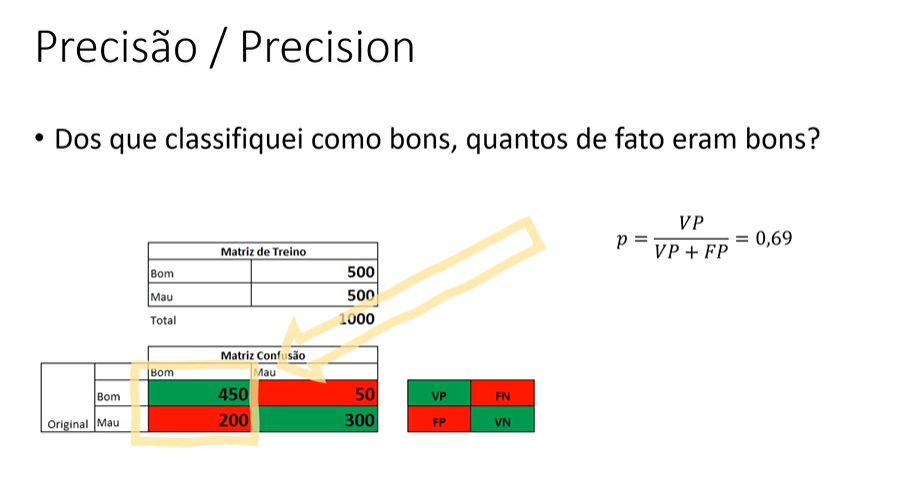 Precisão / Precision
• Dos que classifiquei como bons, quantos de fato eram bons?
p = VP / (VP + FP) = 0,69
Matriz de Treino
Bom 500
Mau 500
Total 1000
Matriz Confusão
Bom Mau
Bom 450 50
Original Mau 200 300
VP FN
FP VN